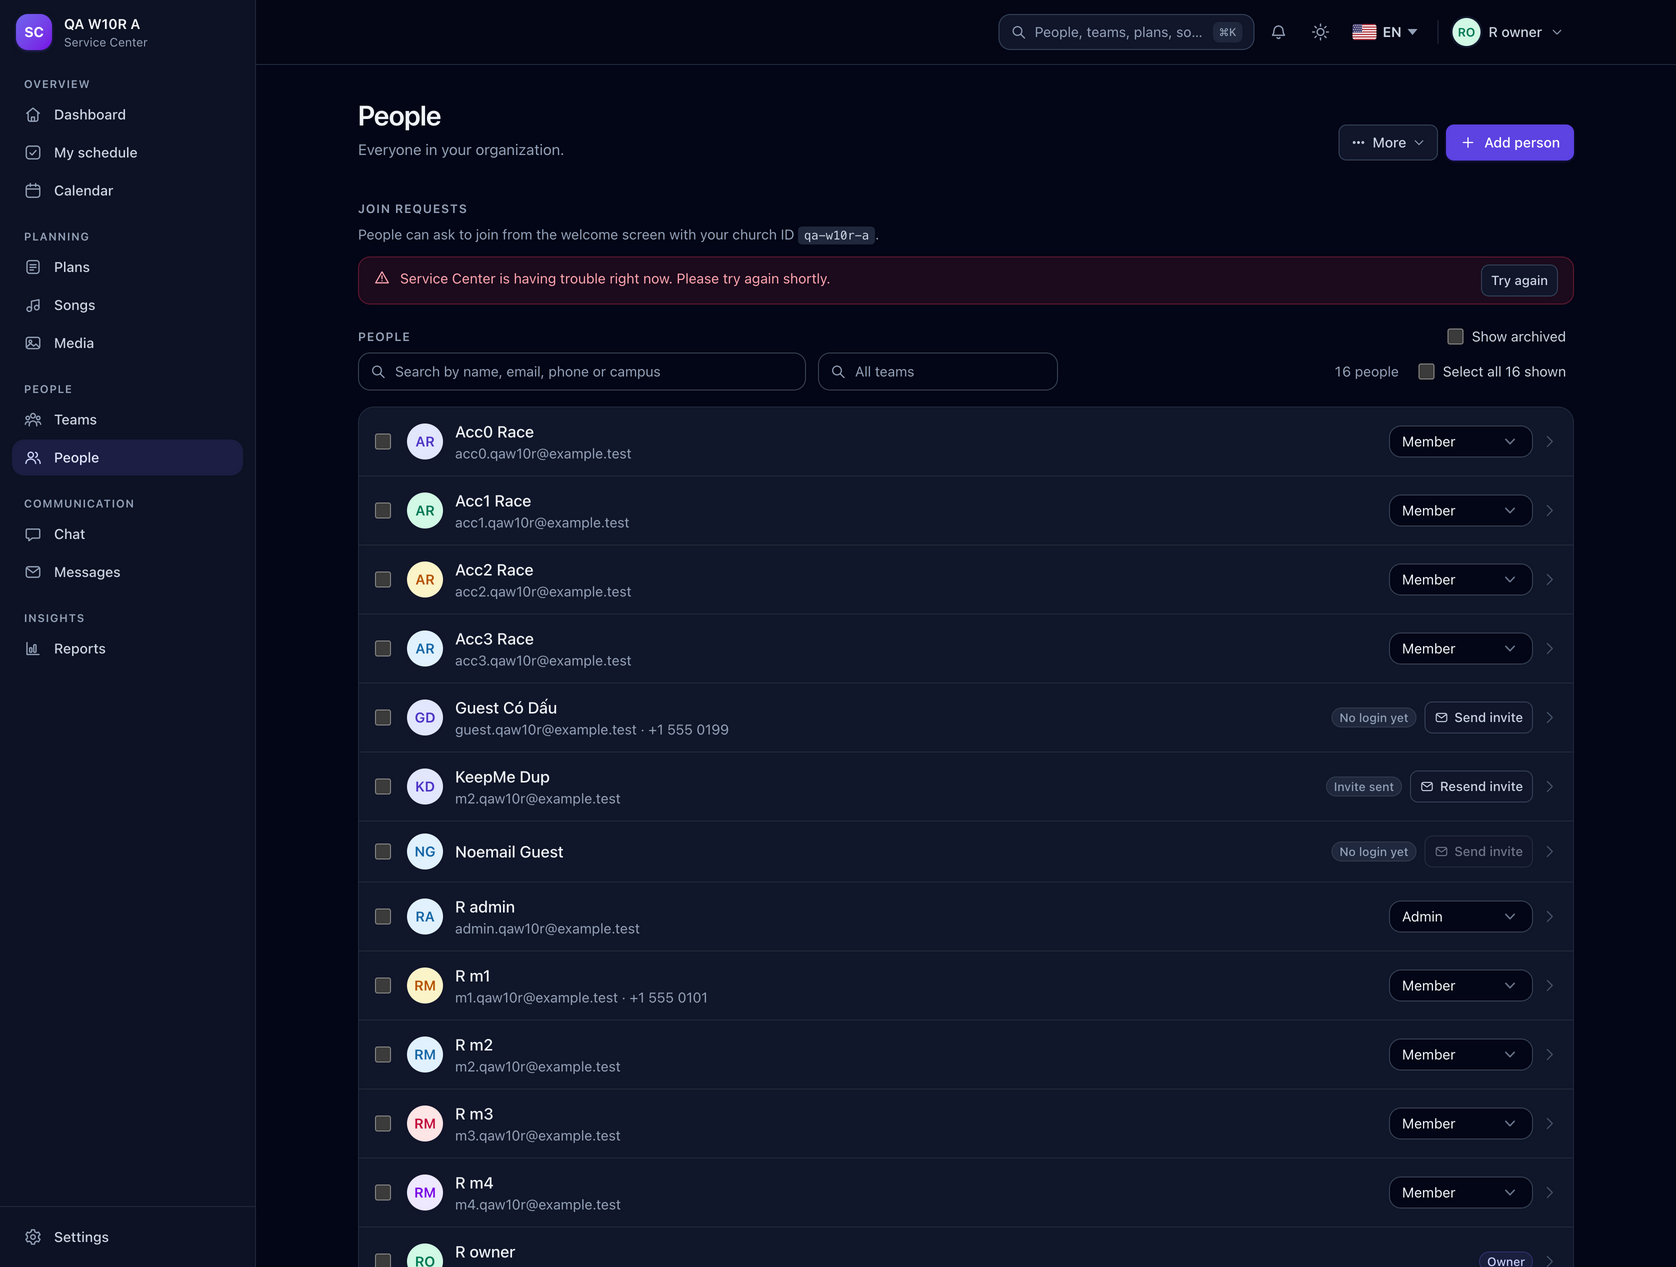 SC
QA W10R A
Service Center
People, teams, plans, so...
⌘K
EN
RO
R owner
OVERVIEW
Dashboard
My schedule
Calendar
PLANNING
Plans
Songs
Media
PEOPLE
Teams
People
COMMUNICATION
Chat
Messages
INSIGHTS
Reports
Settings
People
Everyone in your organization.
More
Add person
JOIN REQUESTS
People can ask to join from the welcome screen with your church ID qa-w10r-a.
Service Center is having trouble right now. Please try again shortly.
Try again
PEOPLE
Show archived
Search by name, email, phone or campus
All teams
16 people
Select all 16 shown
AR
Acc0 Race
acc0.qaw10r@example.test
Member
AR
Acc1 Race
acc1.qaw10r@example.test
Member
AR
Acc2 Race
acc2.qaw10r@example.test
Member
AR
Acc3 Race
acc3.qaw10r@example.test
Member
GD
Guest Có Dấu
guest.qaw10r@example.test · +1 555 0199
No login yet
Send invite
KD
KeepMe Dup
m2.qaw10r@example.test
Invite sent
Resend invite
NG
Noemail Guest
No login yet
Send invite
RA
R admin
admin.qaw10r@example.test
Admin
RM
R m1
m1.qaw10r@example.test · +1 555 0101
Member
RM
R m2
m2.qaw10r@example.test
Member
RM
R m3
m3.qaw10r@example.test
Member
RM
R m4
m4.qaw10r@example.test
Member
RO
R owner
Owner